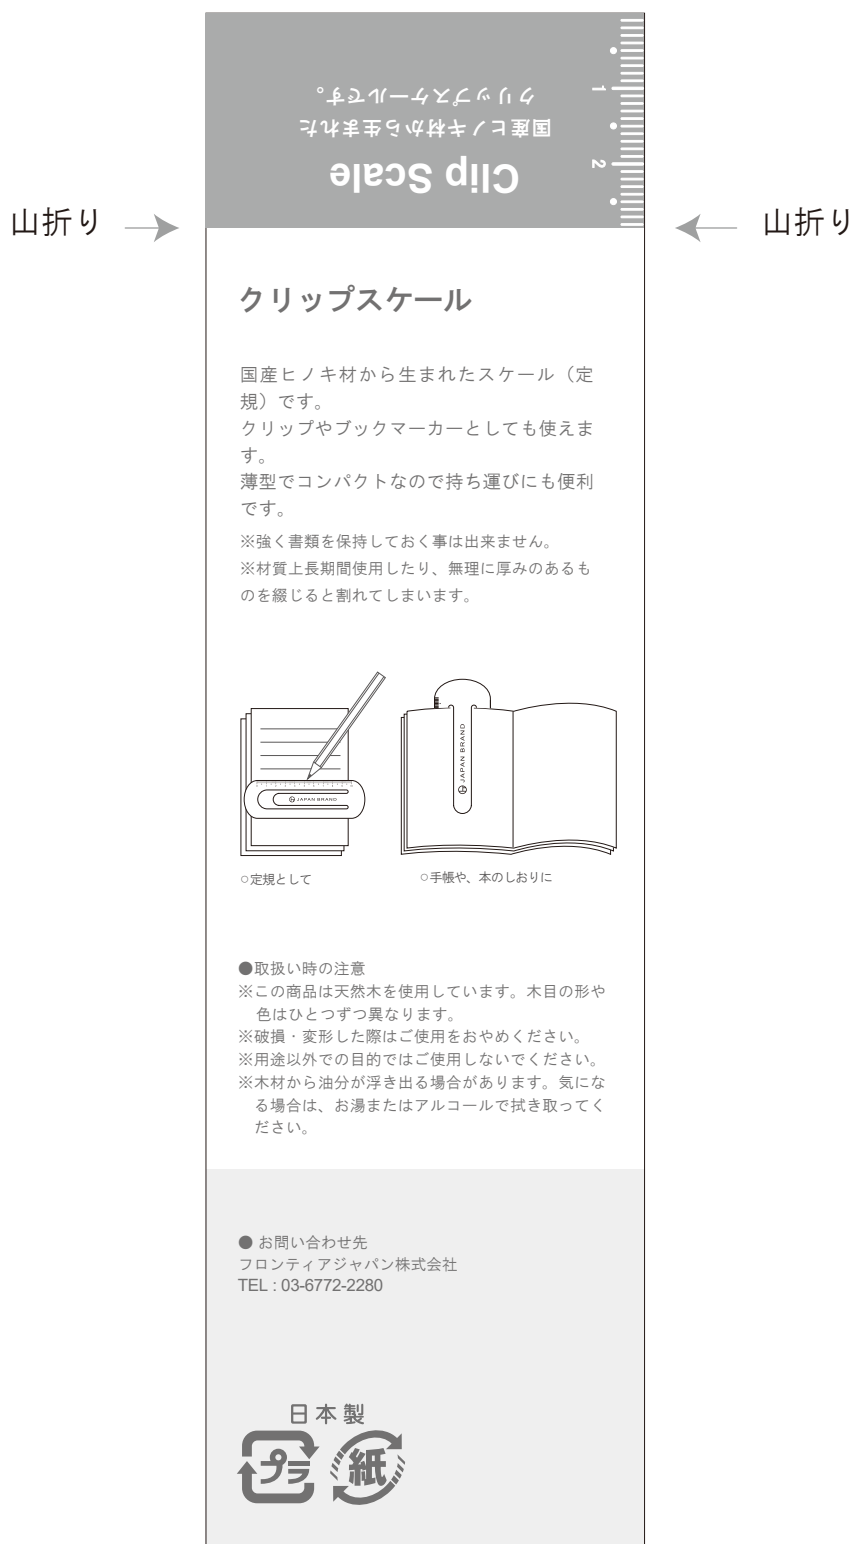 Clip Scale
国産ヒノキ材から生まれた
クリップスケールです。
1
2
山折り
山折り
クリップスケール
国産ヒノキ材から生まれたスケール（定
規）です。
クリップやブックマーカーとしても使えま
す。
薄型でコンパクトなので持ち運びにも便利
です。
※強く書類を保持しておく事は出来ません。
※材質上長期間使用したり、無理に厚みのあるも
のを綴じると割れてしまいます。
JAPAN BRAND
JAPAN BRAND
○定規として
○手帳や、本のしおりに
●取扱い時の注意
※この商品は天然木を使用しています。木目の形や
色はひとつずつ異なります。
※破損・変形した際はご使用をおやめください。
※用途以外での目的ではご使用しないでください。
※木材から油分が浮き出る場合があります。気にな
る場合は、お湯またはアルコールで拭き取ってく
ださい。
● お問い合わせ先
フロンティアジャパン株式会社
TEL : 03-6772-2280
日本製
プラ
紙